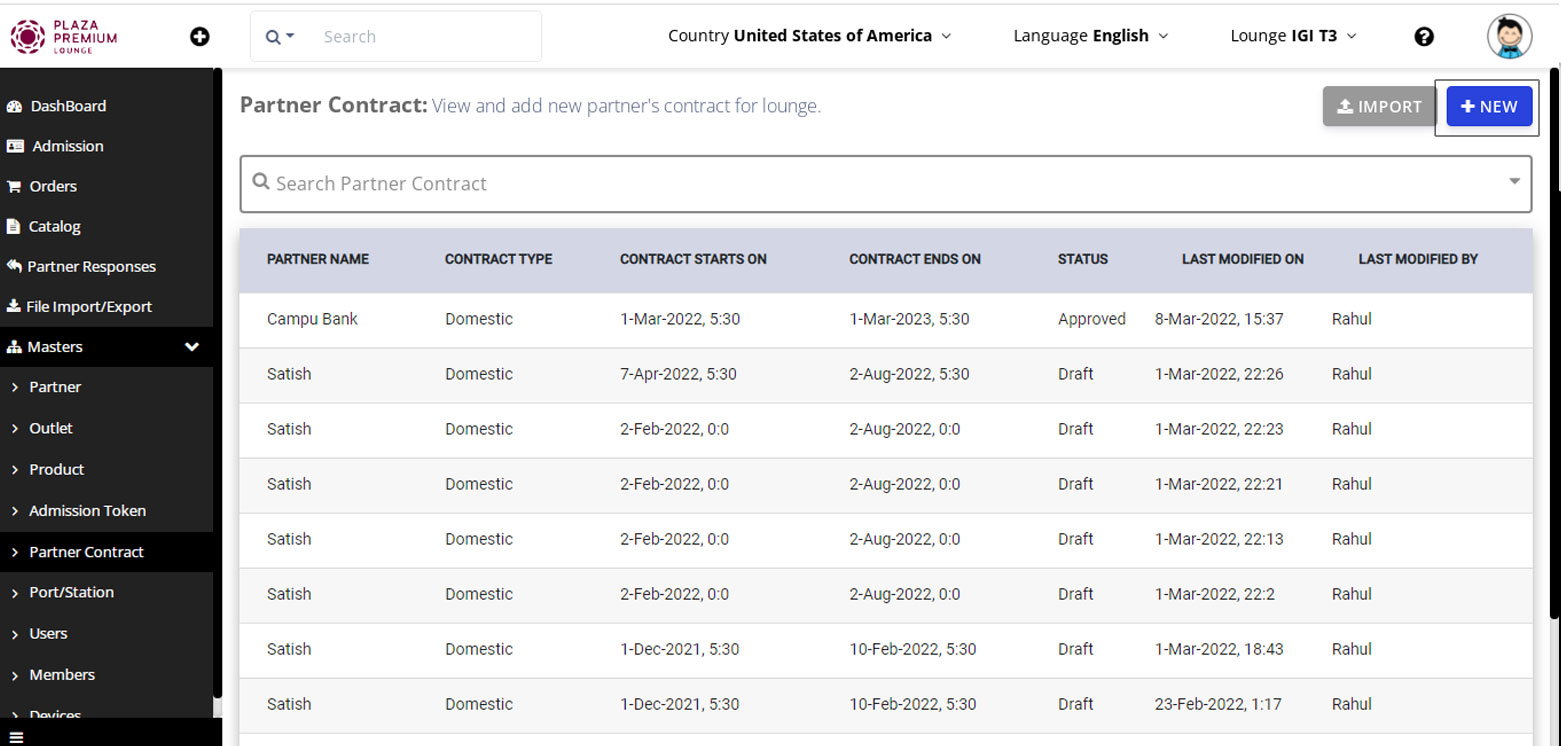 PLAZA
PREMIUM
LOUNGE
Search
Country United States of America
Language English
Lounge IGI T3
DashBoard
Admission
Orders
Catalog
Partner Responses
File Import/Export
Masters
Partner
Outlet
Product
Admission Token
Partner Contract
Port/Station
Users
Members
Devices
Partner Contract: View and add new partner's contract for lounge.
IMPORT
NEW
Search Partner Contract
PARTNER NAME CONTRACT TYPE CONTRACT STARTS ON CONTRACT ENDS ON STATUS LAST MODIFIED ON LAST MODIFIED BY
Campu Bank Domestic 1-Mar-2022, 5:30 1-Mar-2023, 5:30 Approved 8-Mar-2022, 15:37 Rahul
Satish Domestic 7-Apr-2022, 5:30 2-Aug-2022, 5:30 Draft 1-Mar-2022, 22:26 Rahul
Satish Domestic 2-Feb-2022, 0:0 2-Aug-2022, 0:0 Draft 1-Mar-2022, 22:23 Rahul
Satish Domestic 2-Feb-2022, 0:0 2-Aug-2022, 0:0 Draft 1-Mar-2022, 22:21 Rahul
Satish Domestic 2-Feb-2022, 0:0 2-Aug-2022, 0:0 Draft 1-Mar-2022, 22:13 Rahul
Satish Domestic 2-Feb-2022, 0:0 2-Aug-2022, 0:0 Draft 1-Mar-2022, 22:2 Rahul
Satish Domestic 1-Dec-2021, 5:30 10-Feb-2022, 5:30 Draft 1-Mar-2022, 18:43 Rahul
Satish Domestic 1-Dec-2021, 5:30 10-Feb-2022, 5:30 Draft 23-Feb-2022, 1:17 Rahul